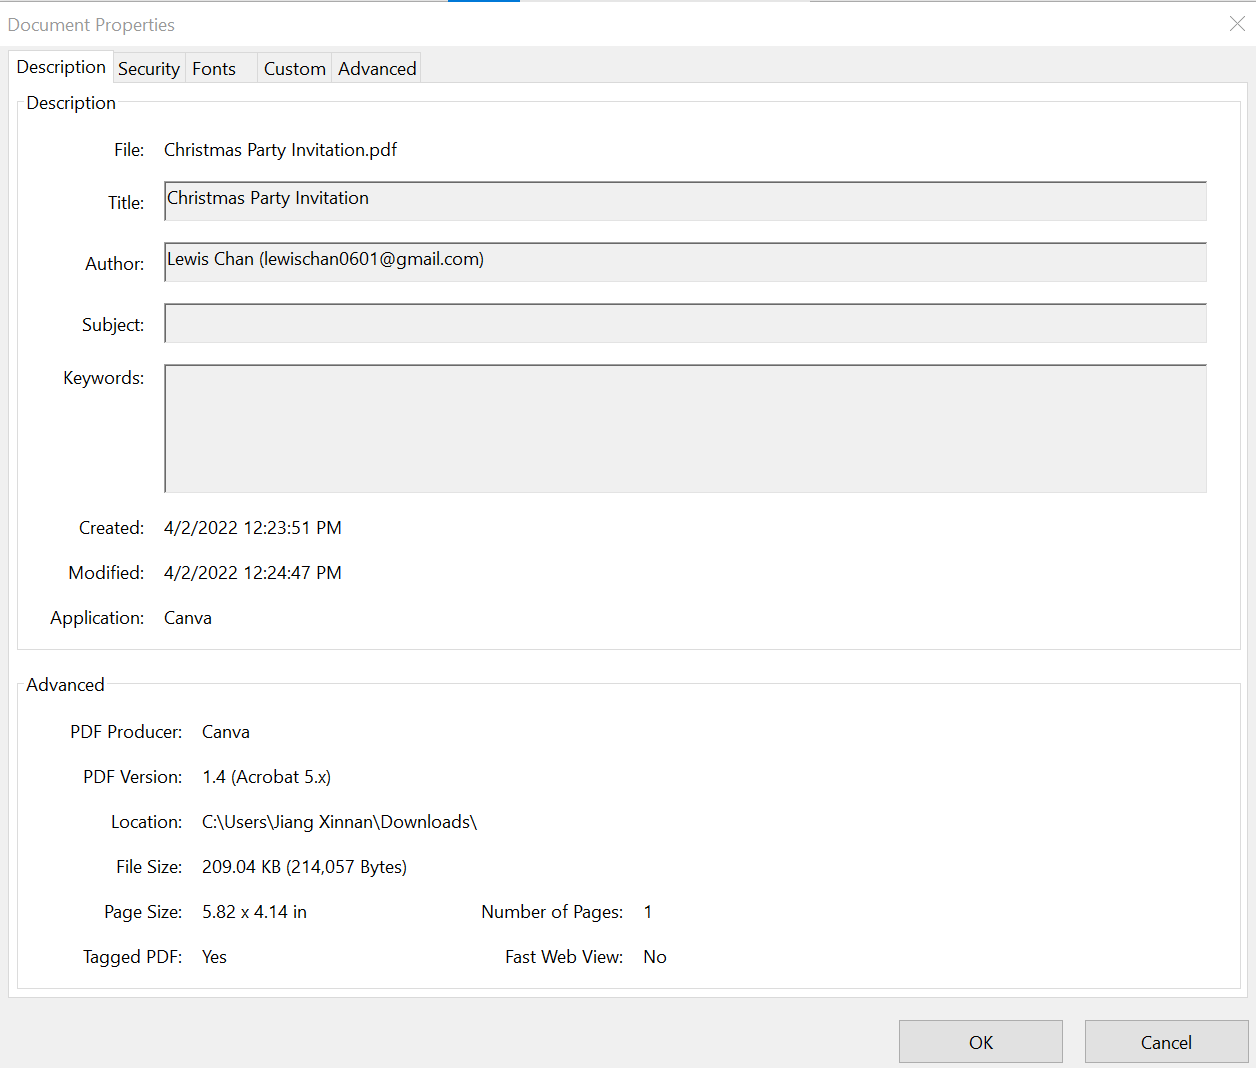 Document Properties
Description Security Fonts Custom Advanced
Description
File: Christmas Party Invitation.pdf
Title: Christmas Party Invitation
Author: Lewis Chan (lewischan0601@gmail.com)
Subject:
Keywords:
Created: 4/2/2022 12:23:51 PM
Modified: 4/2/2022 12:24:47 PM
Application: Canva
Advanced
PDF Producer: Canva
PDF Version: 1.4 (Acrobat 5.x)
Location: C:\Users\Jiang Xinnan\Downloads\
File Size: 209.04 KB (214,057 Bytes)
Page Size: 5.82 x 4.14 in Number of Pages: 1
Tagged PDF: Yes Fast Web View: No
OK Cancel